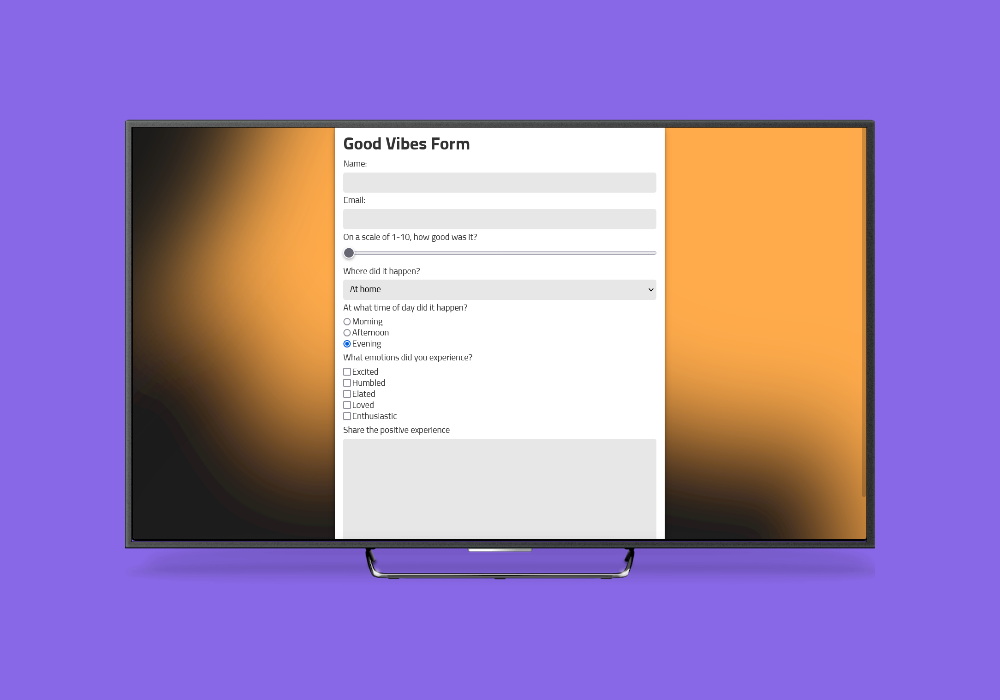 Good Vibes Form
Name:
Email:
On a scale of 1-10, how good was it?
Where did it happen?
At home
At what time of day did it happen?
Morning
Afternoon
Evening
What emotions did you experience?
Excited
Humbled
Elated
Loved
Enthusiastic
Share the positive experience